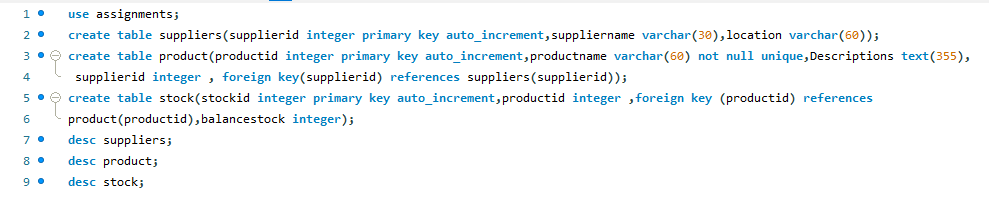 1 use assignments;
2 create table suppliers(supplierid integer primary key auto_increment,suppliername varchar(30),location varchar(60));
3 create table product(productid integer primary key auto_increment,productname varchar(60) not null unique,Descriptions text(355),
4 supplierid integer , foreign key(supplierid) references suppliers(supplierid));
5 create table stock(stockid integer primary key auto_increment,productid integer ,foreign key (productid) references
6 product(productid),balancestock integer);
7 desc suppliers;
8 desc product;
9 desc stock;